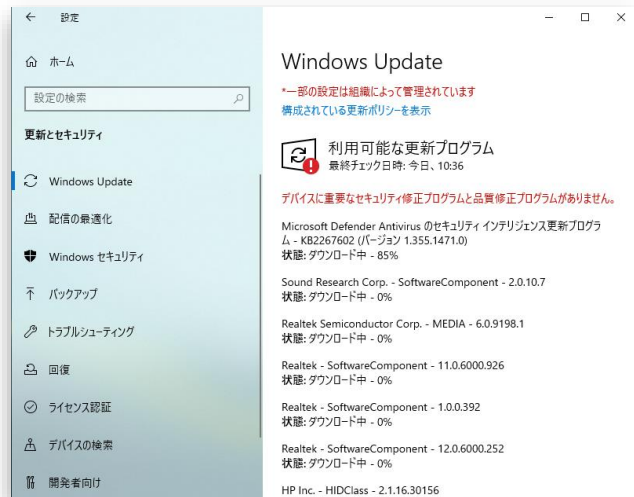 設定
ホーム
設定の検索
更新とセキュリティ
Windows Update
配信の最適化
Windows セキュリティ
バックアップ
トラブルシューティング
回復
ライセンス認証
デバイスの検索
開発者向け
Windows Update
*一部の設定は組織によって管理されています
構成されている更新ポリシーを表示
利用可能な更新プログラム
最終チェック日時: 今日、10:36
デバイスに重要なセキュリティ修正プログラムと品質修正プログラムがありません。
Microsoft Defender Antivirus のセキュリティ インテリジェンス更新プログラ
ム - KB2267602 (バージョン 1.355.1471.0)
状態: ダウンロード中 - 85%
Sound Research Corp. - SoftwareComponent - 2.0.10.7
状態: ダウンロード中 - 0%
Realtek Semiconductor Corp. - MEDIA - 6.0.9198.1
状態: ダウンロード中 - 0%
Realtek - SoftwareComponent - 11.0.6000.926
状態: ダウンロード中 - 0%
Realtek - SoftwareComponent - 1.0.0.392
状態: ダウンロード中 - 0%
Realtek - SoftwareComponent - 12.0.6000.252
状態: ダウンロード中 - 0%
HP Inc. - HIDClass - 2.1.16.30156